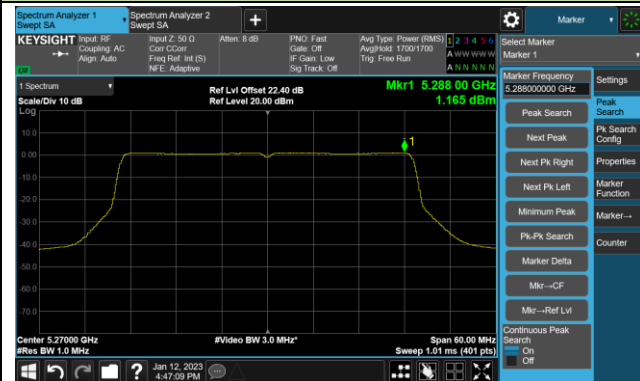 Spectrum Analyzer 1
Swept SA
Spectrum Analyzer 2
Swept SA
+
Marker
KEYSIGHT
Input: RF
Coupling: AC
Align: Auto
Input Z: 50 Ω
Corr CCorr
Freq Ref: Int (S)
NFE: Adaptive
Atten: 8 dB
PNO: Fast
Gate: Off
IF Gain: Low
Sig Track: Off
Avg Type: Power (RMS)
Avg|Hold: 1700/1700
Trig: Free Run
1 2 3 4 5 6
A W W W W W
A N N N N N
Select Marker
Marker 1
1 Spectrum
Scale/Div 10 dB
Log
Ref Lvl Offset 22.40 dB
Ref Level 20.00 dBm
Mkr1 5.288 00 GHz
1.165 dBm
10.0
0.00
-10.0
-20.0
-30.0
-40.0
-50.0
-60.0
-70.0
1
Center 5.27000 GHz
#Res BW 1.0 MHz
#Video BW 3.0 MHz*
Span 60.00 MHz
Sweep 1.01 ms (401 pts)
Marker Frequency
5.288000000 GHz
Peak Search
Next Peak
Next Pk Right
Next Pk Left
Minimum Peak
Pk-Pk Search
Marker Delta
Mkr→CF
Mkr→Ref Lvl
Continuous Peak
Search
On
Off
Settings
Peak
Search
Pk Search
Config
Properties
Marker
Function
Marker→
Counter
?
Jan 12, 2023
4:47:09 PM